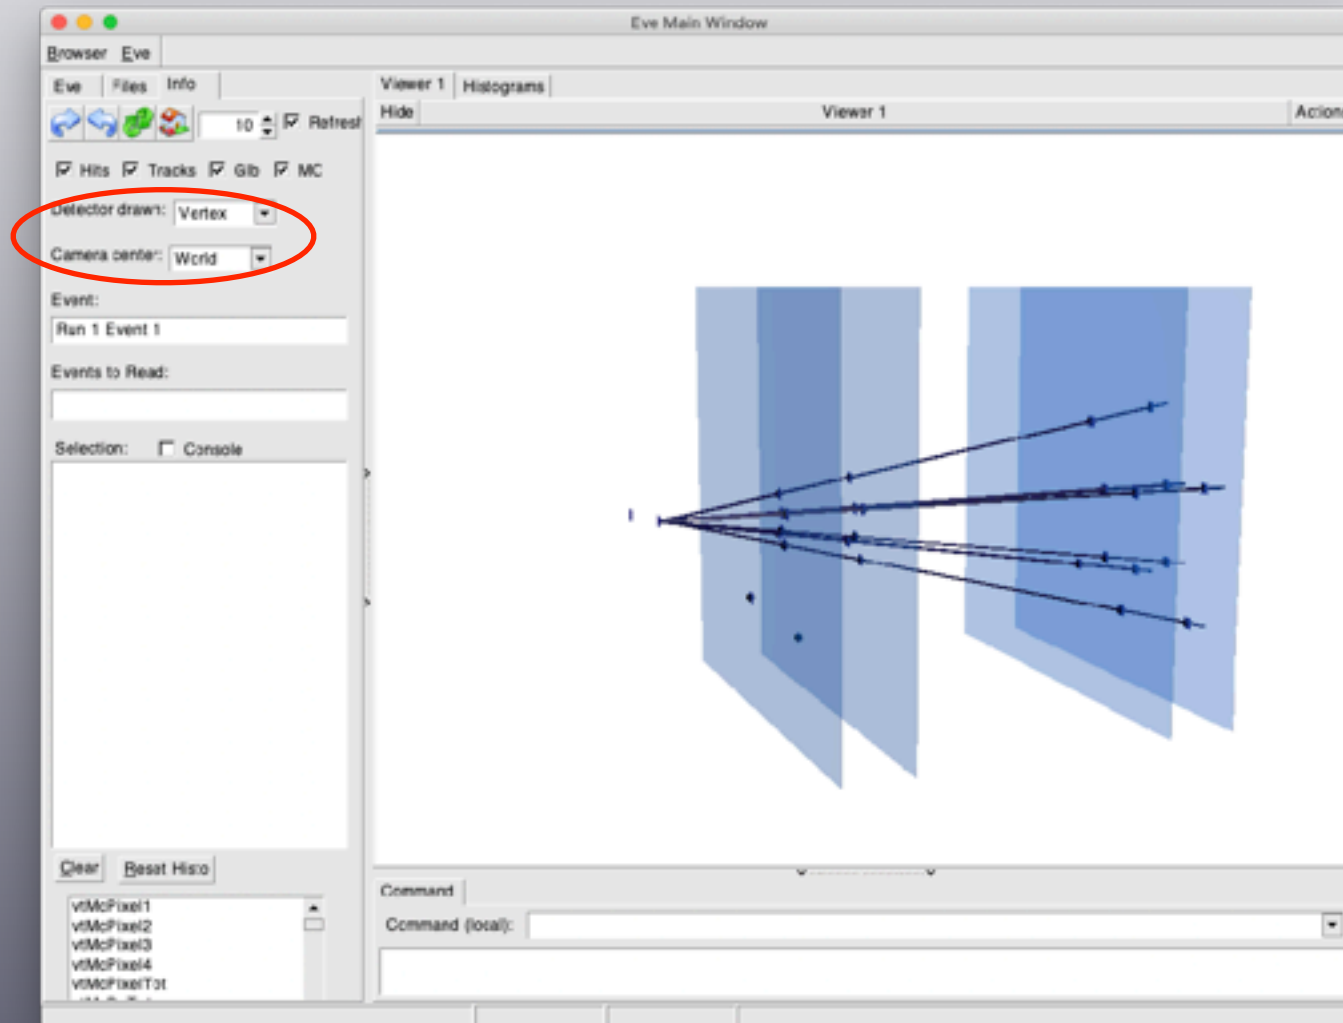 Eve Main Window
Browser Eve
Eve Files Info
Viewer 1 Histograms
Hide Viewer 1 Action
10 Refresh
Hits Tracks Glb MC
Detector drawn: Vertex
Camera center: World
Event:
Run 1 Event 1
Events to Read:
Selection: Console
Clear Reset Histo
vtMcPixel1
vtMcPixel2
vtMcPixel3
vtMcPixel4
vtMcPixelTot
Command
Command (local):